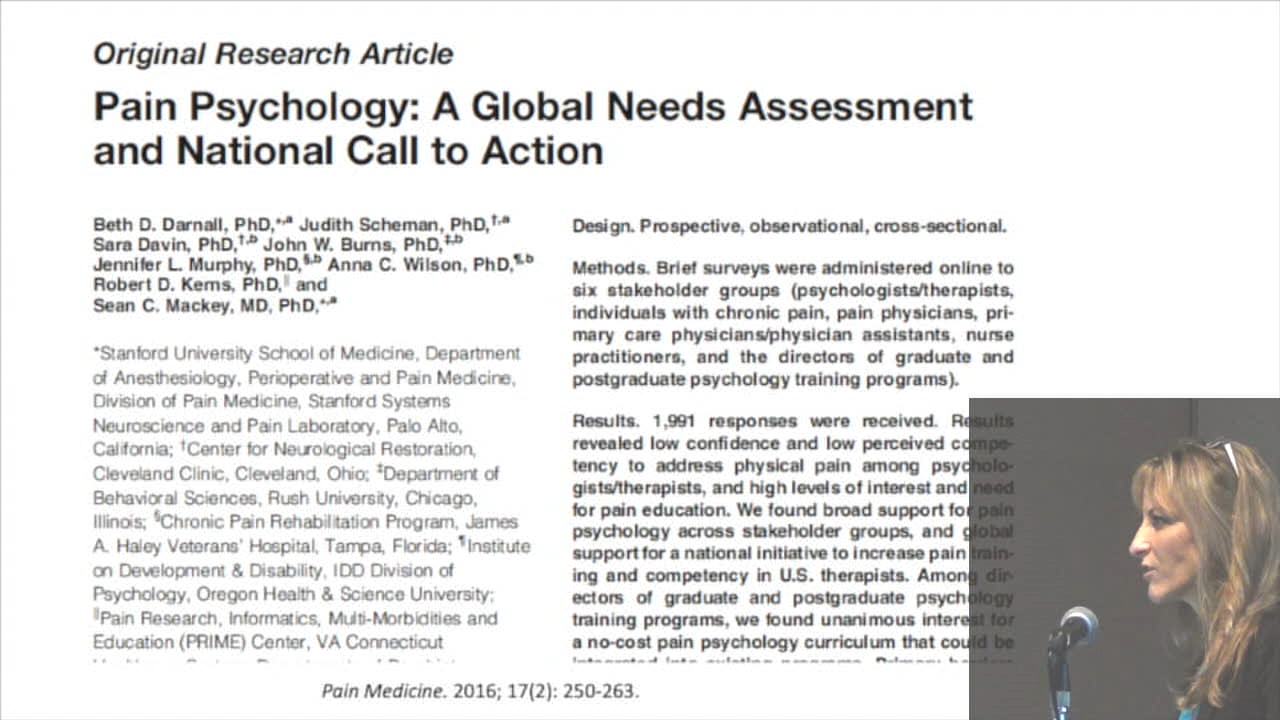 Original Research Article
Pain Psychology: A Global Needs Assessment
and National Call to Action
Beth D. Darnall, PhD,*,a Judith Scheman, PhD,†,a
Sara Davin, PhD,†,b John W. Burns, PhD,‡,b
Jennifer L. Murphy, PhD,§,b Anna C. Wilson, PhD,¶,b
Robert D. Kerns, PhD,|| and
Sean C. Mackey, MD, PhD,*,a
*Stanford University School of Medicine, Department
of Anesthesiology, Perioperative and Pain Medicine,
Division of Pain Medicine, Stanford Systems
Neuroscience and Pain Laboratory, Palo Alto,
California; †Center for Neurological Restoration,
Cleveland Clinic, Cleveland, Ohio; ‡Department of
Behavioral Sciences, Rush University, Chicago,
Illinois; §Chronic Pain Rehabilitation Program, James
A. Haley Veterans' Hospital, Tampa, Florida; ¶Institute
on Development & Disability, IDD Division of
Psychology, Oregon Health & Science University;
||Pain Research, Informatics, Multi-Morbidities and
Education (PRIME) Center, VA Connecticut
Design. Prospective, observational, cross-sectional.
Methods. Brief surveys were administered online to
six stakeholder groups (psychologists/therapists,
individuals with chronic pain, pain physicians, pri-
mary care physicians/physician assistants, nurse
practitioners, and the directors of graduate and
postgraduate psychology training programs).
Results. 1,991 responses were received. Results
revealed low confidence and low perceived compe-
tency to address physical pain among psycholo-
gists/therapists, and high levels of interest and need
for pain education. We found broad support for pain
psychology across stakeholder groups, and global
support for a national initiative to increase pain train-
ing and competency in U.S. therapists. Among dir-
ectors of graduate and postgraduate psychology
training programs, we found unanimous interest for
a no-cost pain psychology curriculum that could be
Pain Medicine. 2016; 17(2): 250-263.